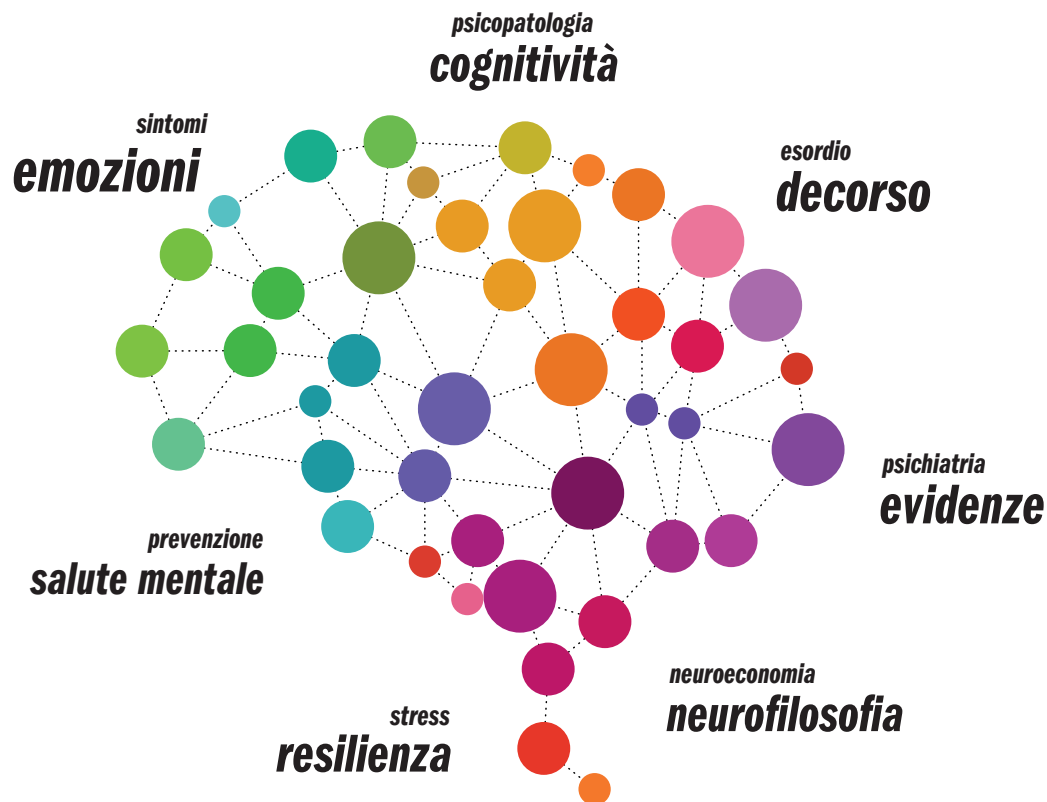 psicopatologia
cognitività
sintomi
emozioni
esordio
decorso
psichiatria
evidenze
prevenzione
salute mentale
neuroeconomia
neurofilosofia
stress
resilienza